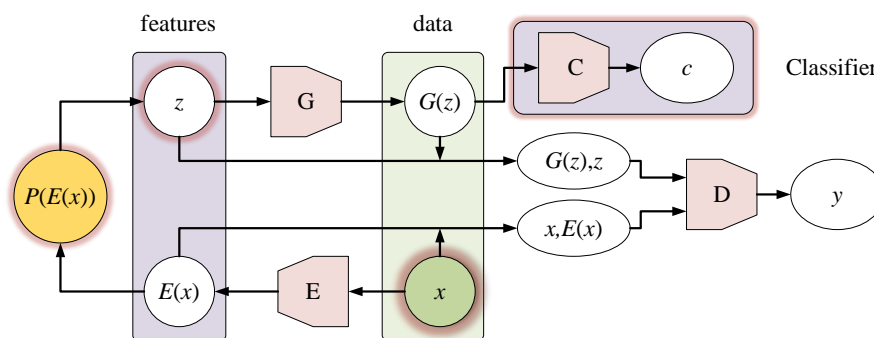 features
data
z
G
G(z)
C
c
Classifier
P(E(x))
G(z),z
D
y
x,E(x)
E(x)
E
x